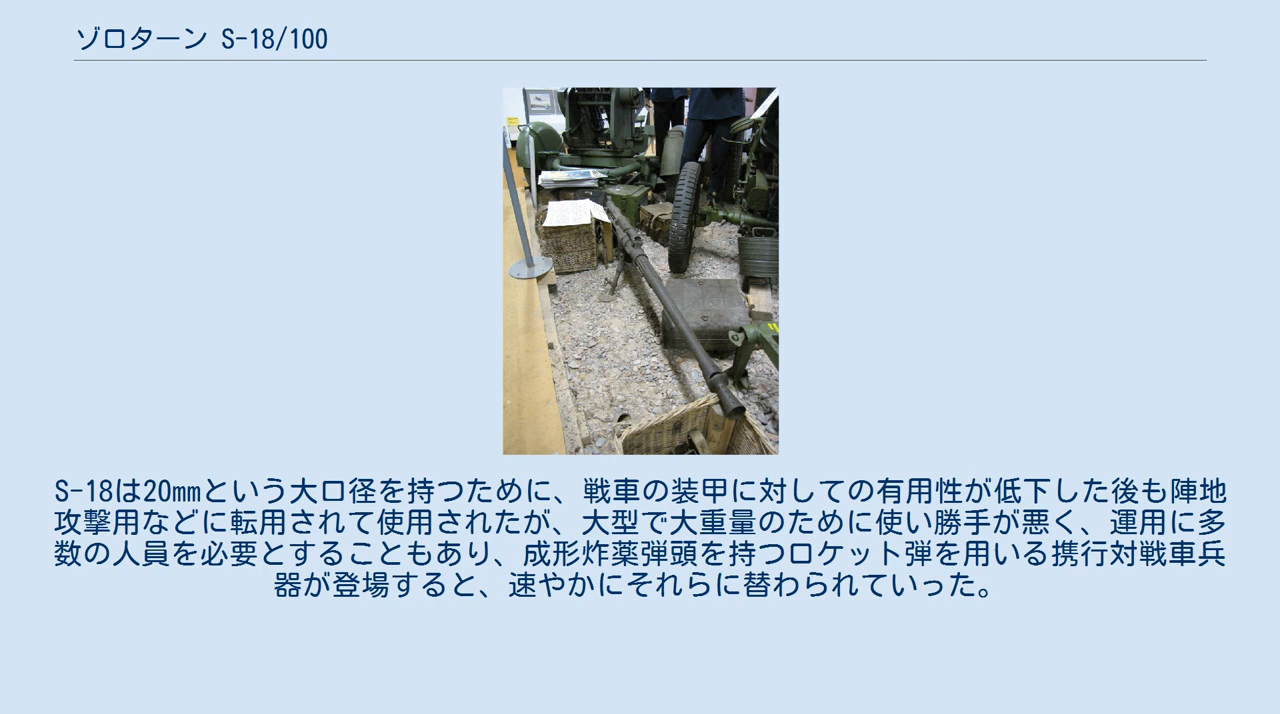 ゾロターン S-18/100
S-18は20㎜という大口径を持つために、戦車の装甲に対しての有用性が低下した後も陣地
攻撃用などに転用されて使用されたが、大型で大重量のために使い勝手が悪く、運用に多
数の人員を必要とすることもあり、成形炸薬弾頭を持つロケット弾を用いる携行対戦車兵
器が登場すると、速やかにそれらに替わられていった。